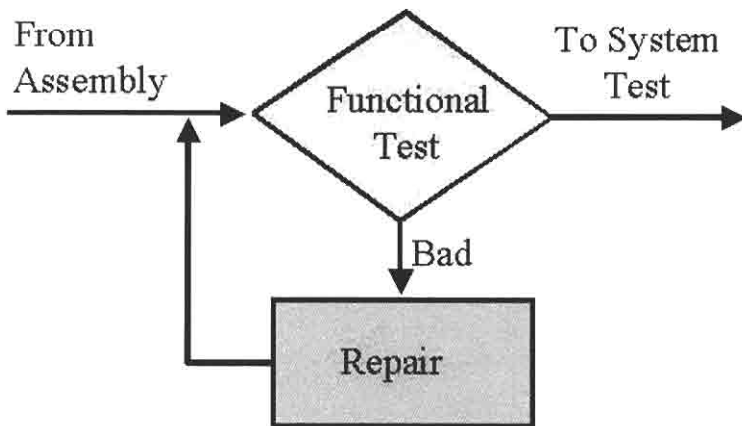 From
Assembly
To System
Test
Functional
Test
Bad
Repair